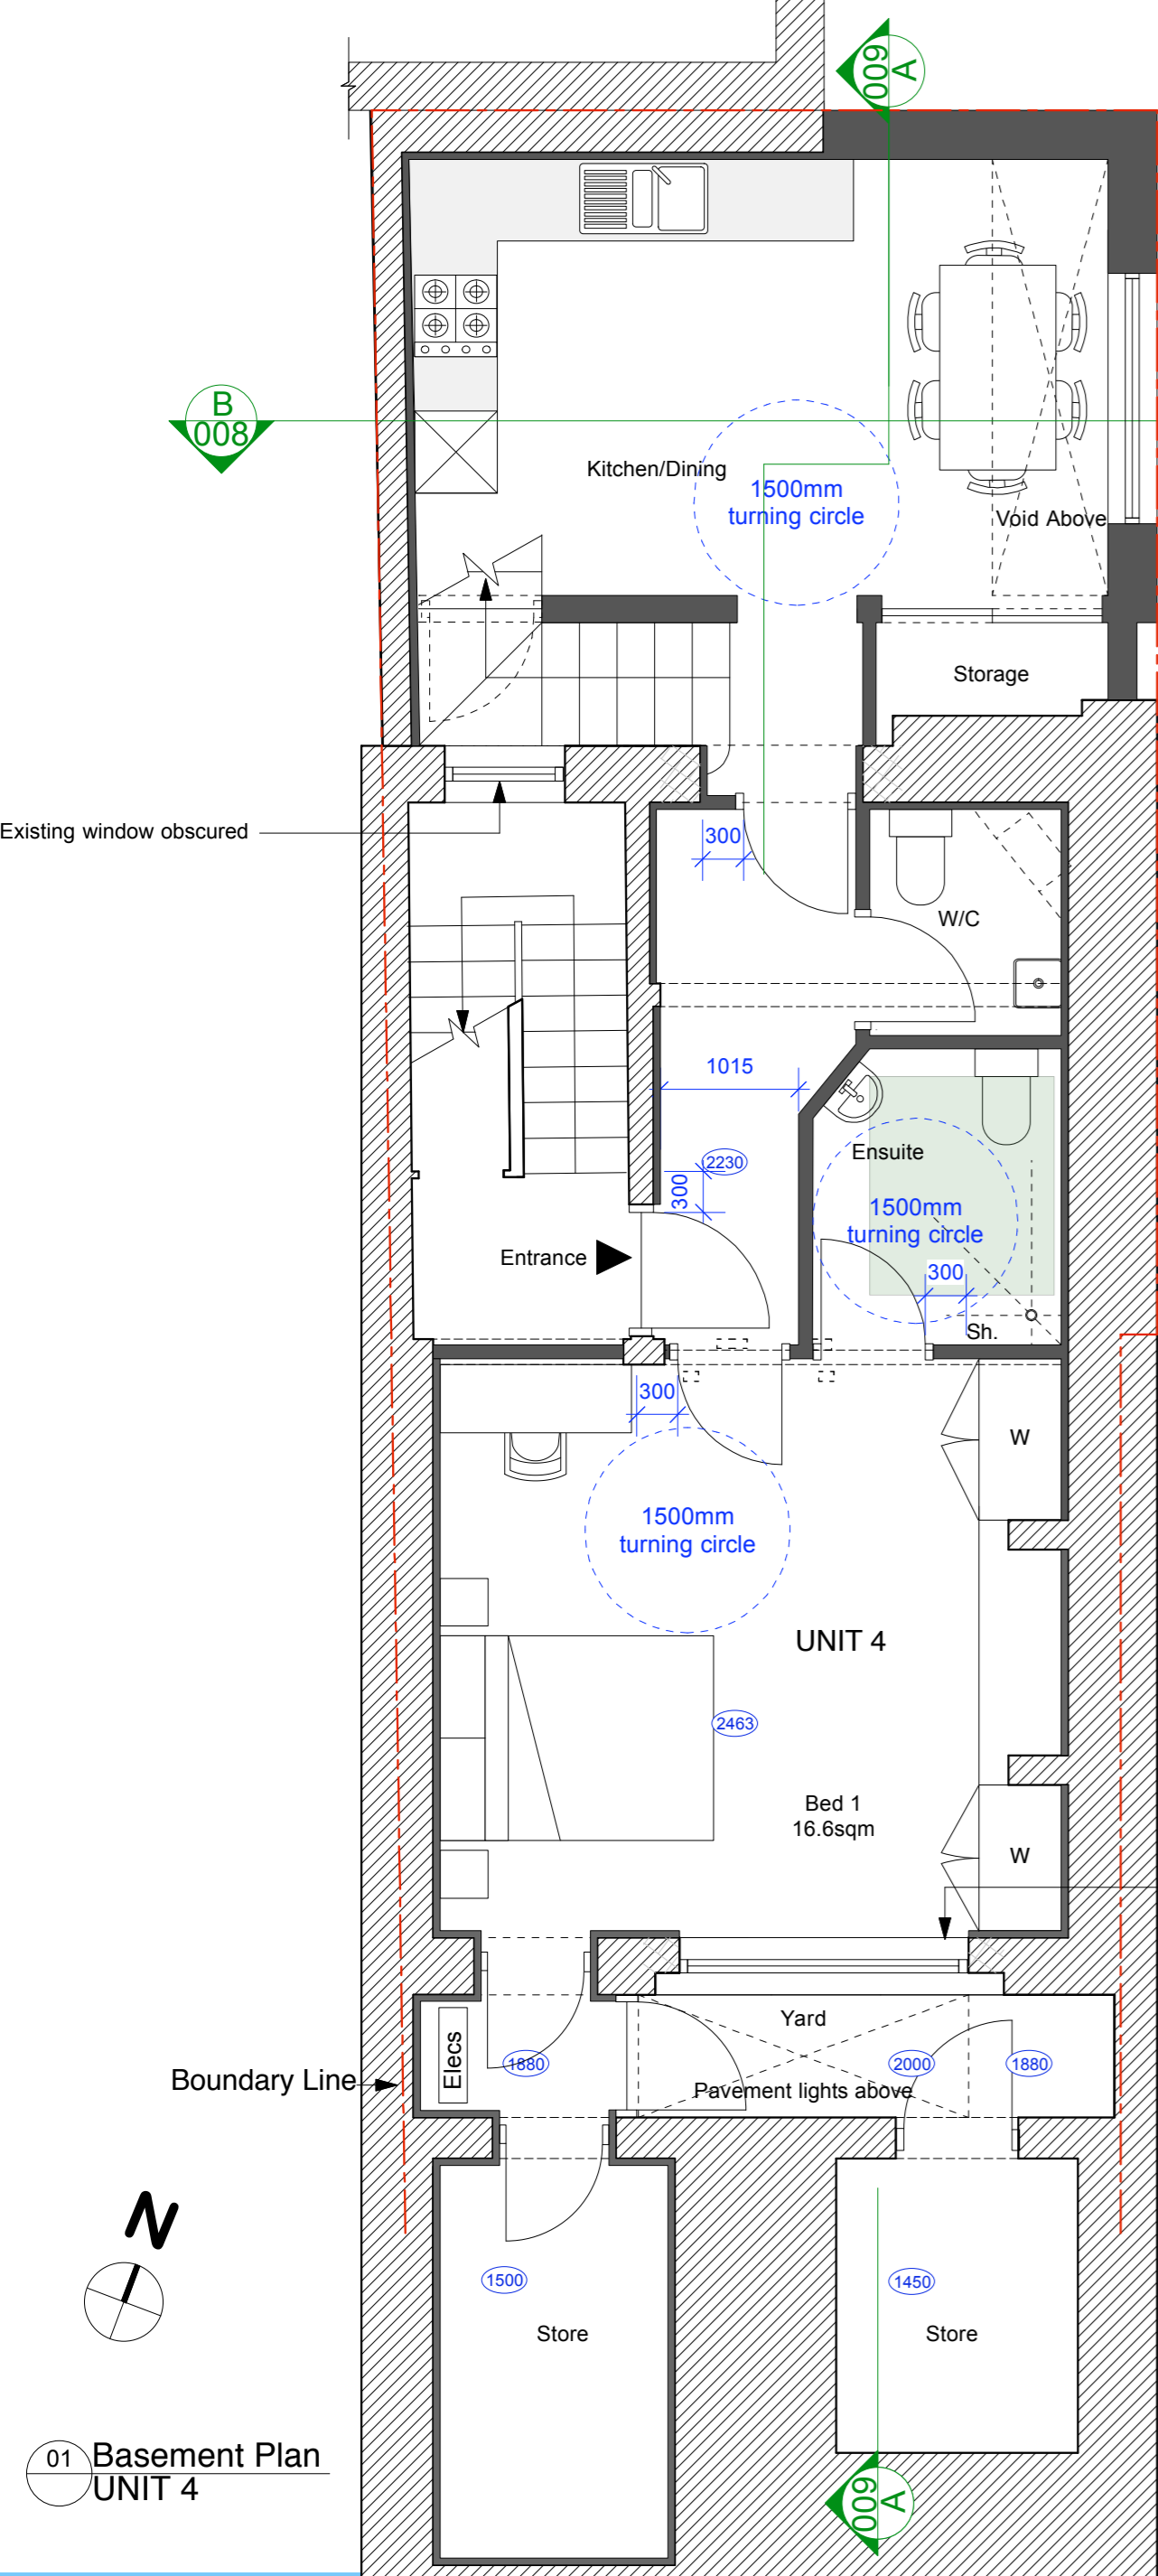 009
A
B
008
Kitchen/Dining
1500mm
turning circle
Void Above
Storage
Existing window obscured
300
W/C
1015
2230
300
Ensuite
1500mm
turning circle
Entrance
300
Sh.
300
W
1500mm
turning circle
UNIT 4
2463
Bed 1
16.6sqm
W
Yard
Elecs
1880
2000
1880
Boundary Line
Pavement lights above
N
1500
1450
Store
Store
01
Basement Plan
UNIT 4
009
A